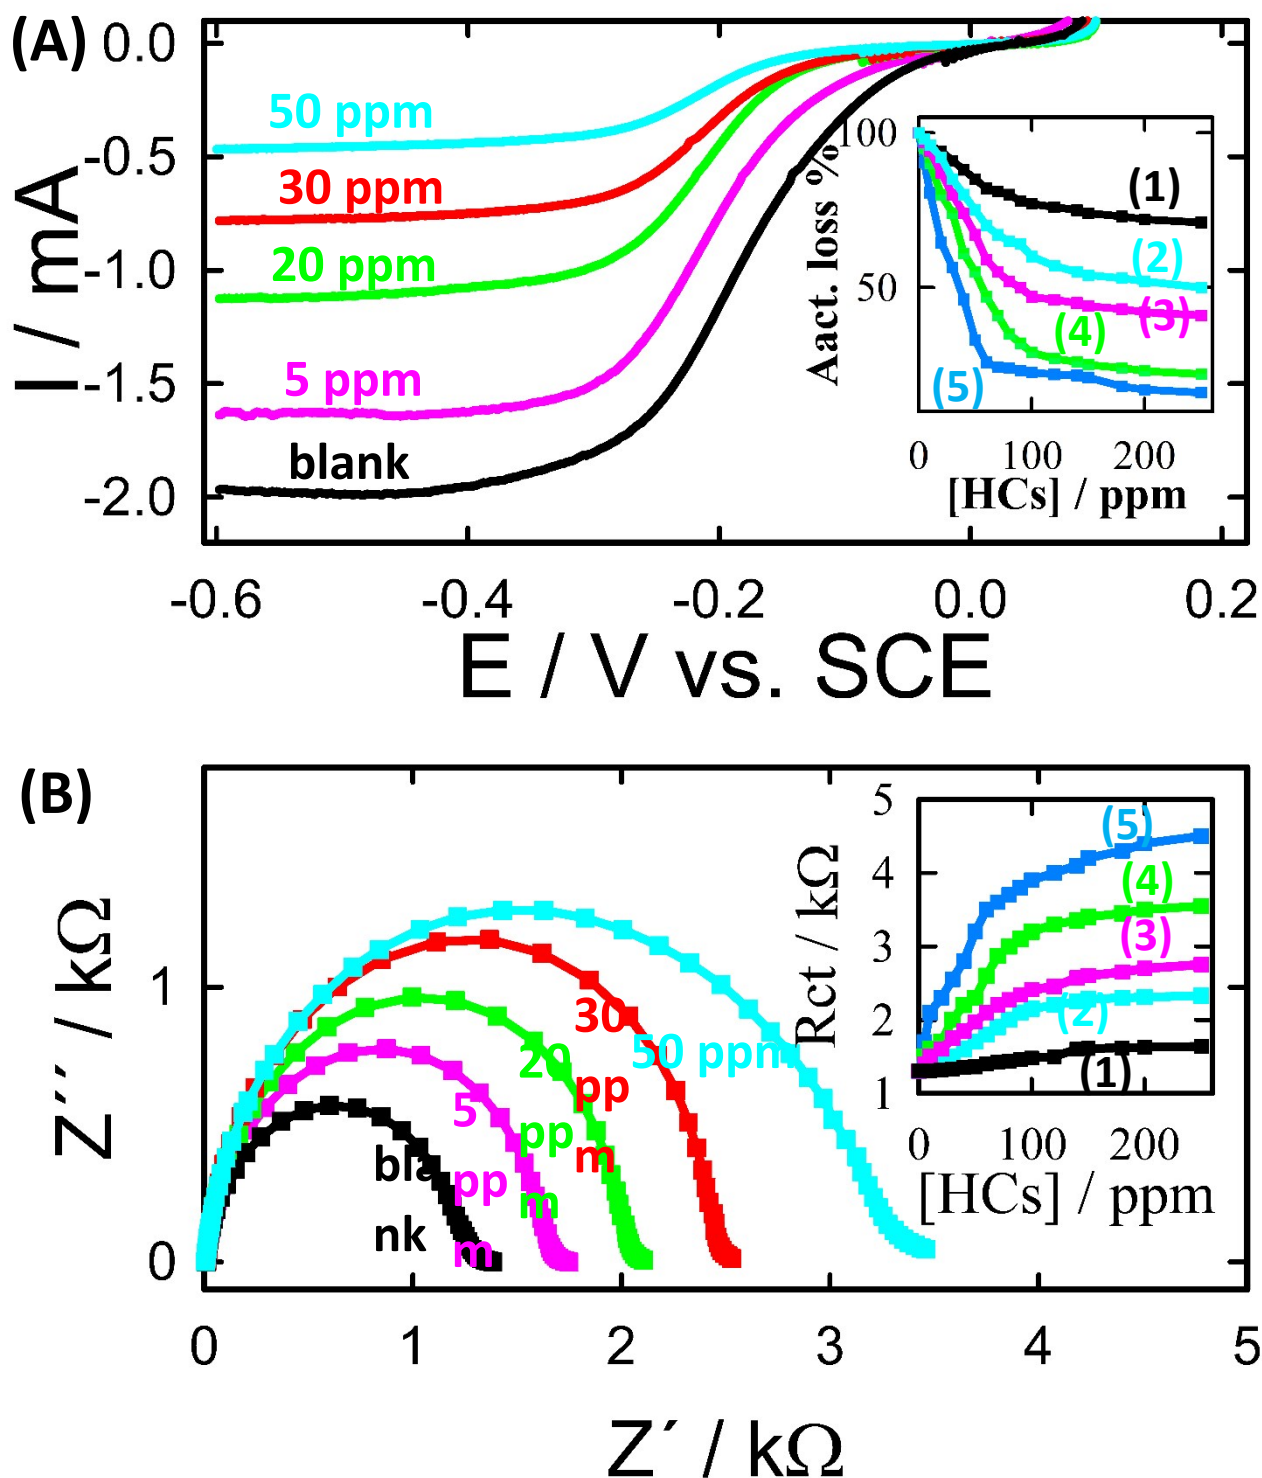 (A)
0.0
-0.5
-1.0
-1.5
-2.0
I / mA
50 ppm
30 ppm
20 ppm
5 ppm
blank
-0.6
-0.4
-0.2
0.0
0.2
E / V vs. SCE
100
50
Aact. loss %
(1)
(2)
(3)
(4)
(5)
0
100
200
[HCs] / ppm
(B)
1
0
Z´´ / kΩ
bla
nk
5
pp
m
20
pp
m
30
pp
m
50 ppm
0
1
2
3
4
5
Z´ / kΩ
5
4
3
2
1
Rct / kΩ
(5)
(4)
(3)
(2)
(1)
0
100
200
[HCs] / ppm